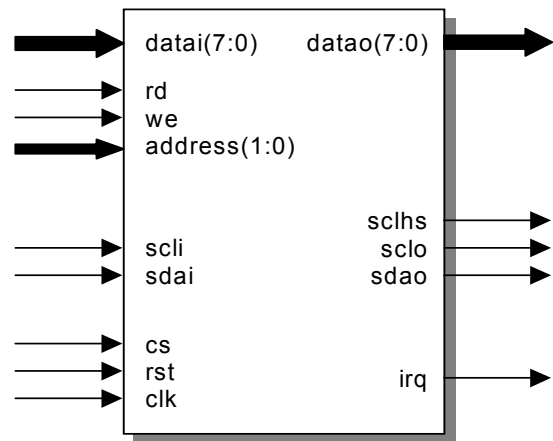 datai(7:0) datao(7:0)
rd
we
address(1:0)
sclhs
scli sclo
sdai sdao
cs
rst irq
clk